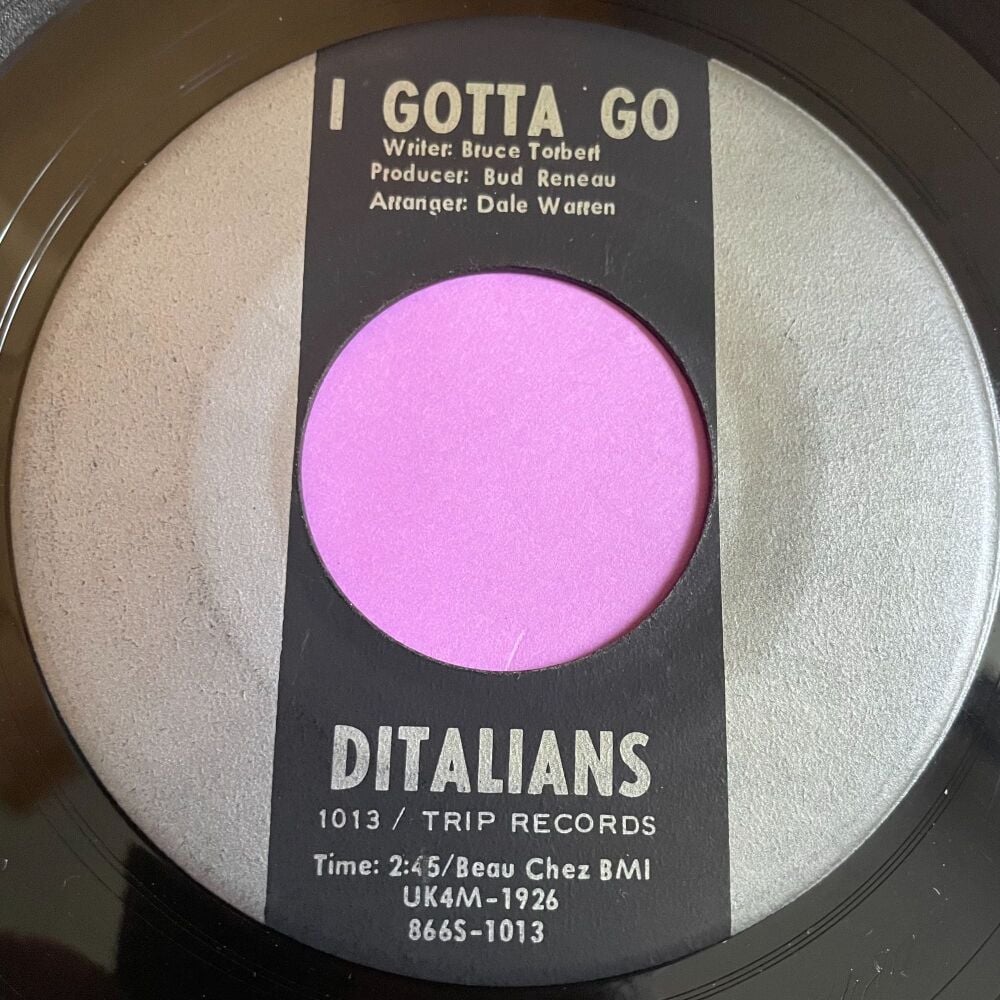 I GOTTA GO
Writer: Bruce Torbert
Producer: Bud Reneau
Arranger: Dale Warren
DITALIANS
1013 / TRIP RECORDS
Time: 2:45/Beau Chez BMI
UK4M-1926
866S-1013